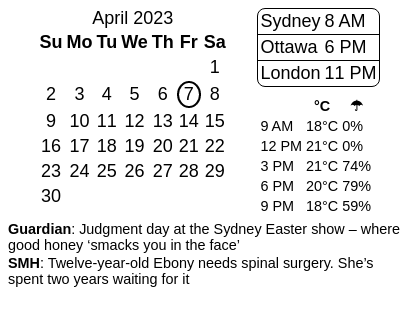 April 2023
Su Mo Tu We Th Fr Sa
1
2 3 4 5 6 7 8
9 10 11 12 13 14 15
16 17 18 19 20 21 22
23 24 25 26 27 28 29
30
Sydney 8 AM
Ottawa 6 PM
London 11 PM
°C ☂
9 AM 18°C 0%
12 PM 21°C 0%
3 PM 21°C 74%
6 PM 20°C 79%
9 PM 18°C 59%
Guardian: Judgment day at the Sydney Easter show – where
good honey ‘smacks you in the face’
SMH: Twelve-year-old Ebony needs spinal surgery. She’s
spent two years waiting for it